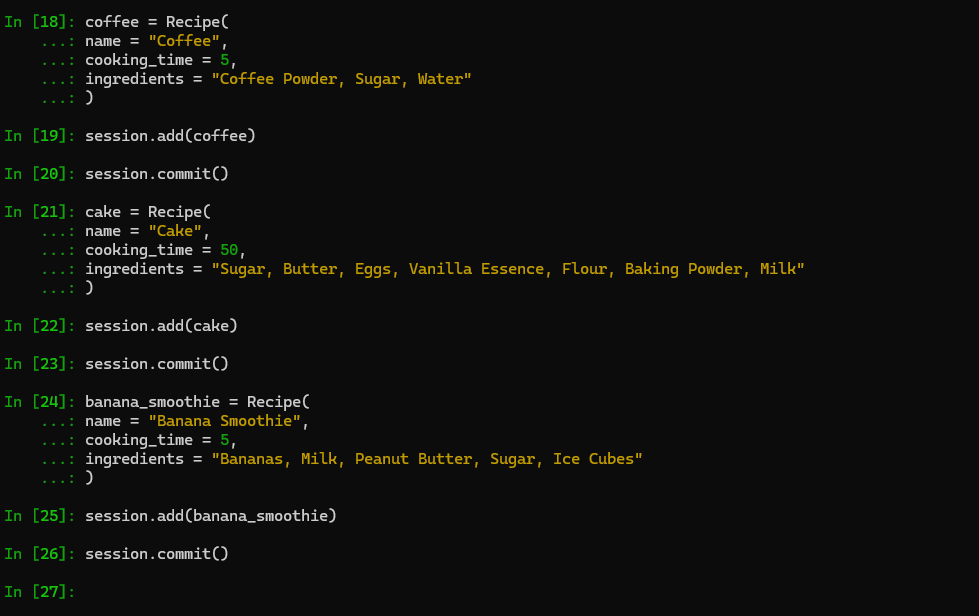 In [18]: coffee = Recipe(
    ...: name = "Coffee",
    ...: cooking_time = 5,
    ...: ingredients = "Coffee Powder, Sugar, Water"
    ...: )
In [19]: session.add(coffee)
In [20]: session.commit()
In [21]: cake = Recipe(
    ...: name = "Cake",
    ...: cooking_time = 50,
    ...: ingredients = "Sugar, Butter, Eggs, Vanilla Essence, Flour, Baking Powder, Milk"
    ...: )
In [22]: session.add(cake)
In [23]: session.commit()
In [24]: banana_smoothie = Recipe(
    ...: name = "Banana Smoothie",
    ...: cooking_time = 5,
    ...: ingredients = "Bananas, Milk, Peanut Butter, Sugar, Ice Cubes"
    ...: )
In [25]: session.add(banana_smoothie)
In [26]: session.commit()
In [27]: